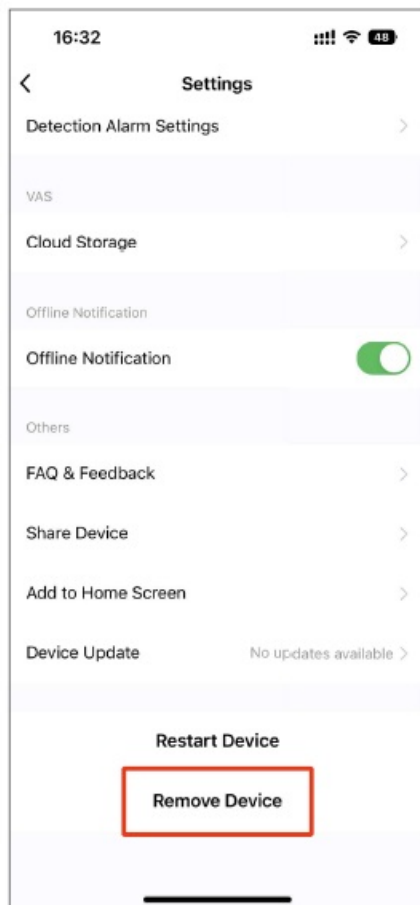 16:32
48
Settings
Detection Alarm Settings
VAS
Cloud Storage
Offline Notification
Offline Notification
Others
FAQ & Feedback
Share Device
Add to Home Screen
Device Update No updates available
Restart Device
Remove Device